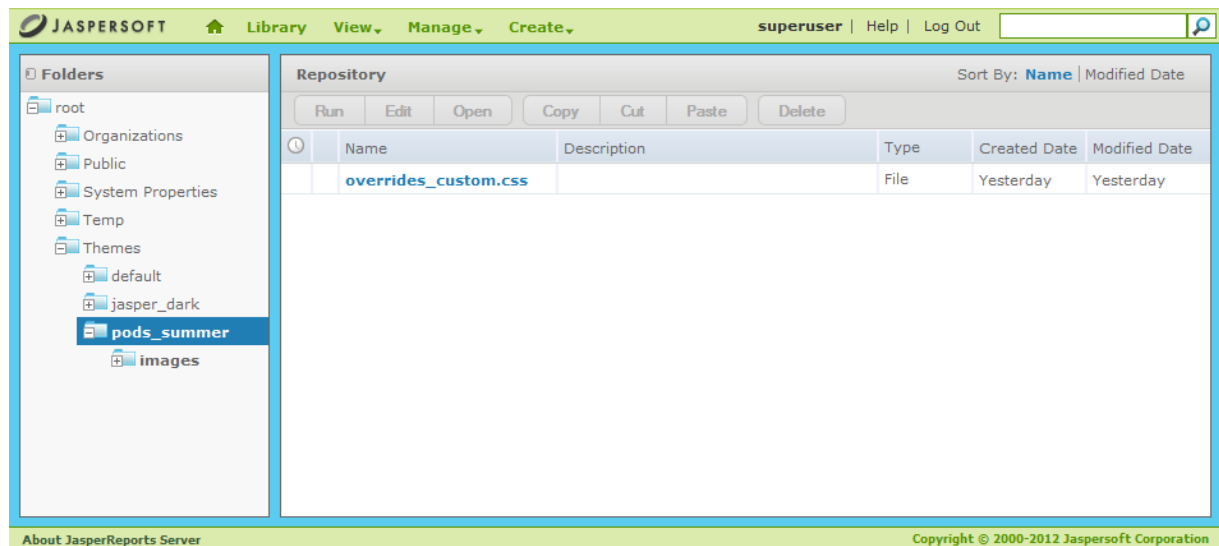 JASPERSOFT Library View Manage Create superuser | Help | Log Out
Folders
root
Organizations
Public
System Properties
Temp
Themes
default
jasper_dark
pods_summer
images
Repository Sort By: Name | Modified Date
Run Edit Open Copy Cut Paste Delete
Name Description Type Created Date Modified Date
overrides_custom.css File Yesterday Yesterday
About JasperReports Server Copyright © 2000-2012 Jaspersoft Corporation